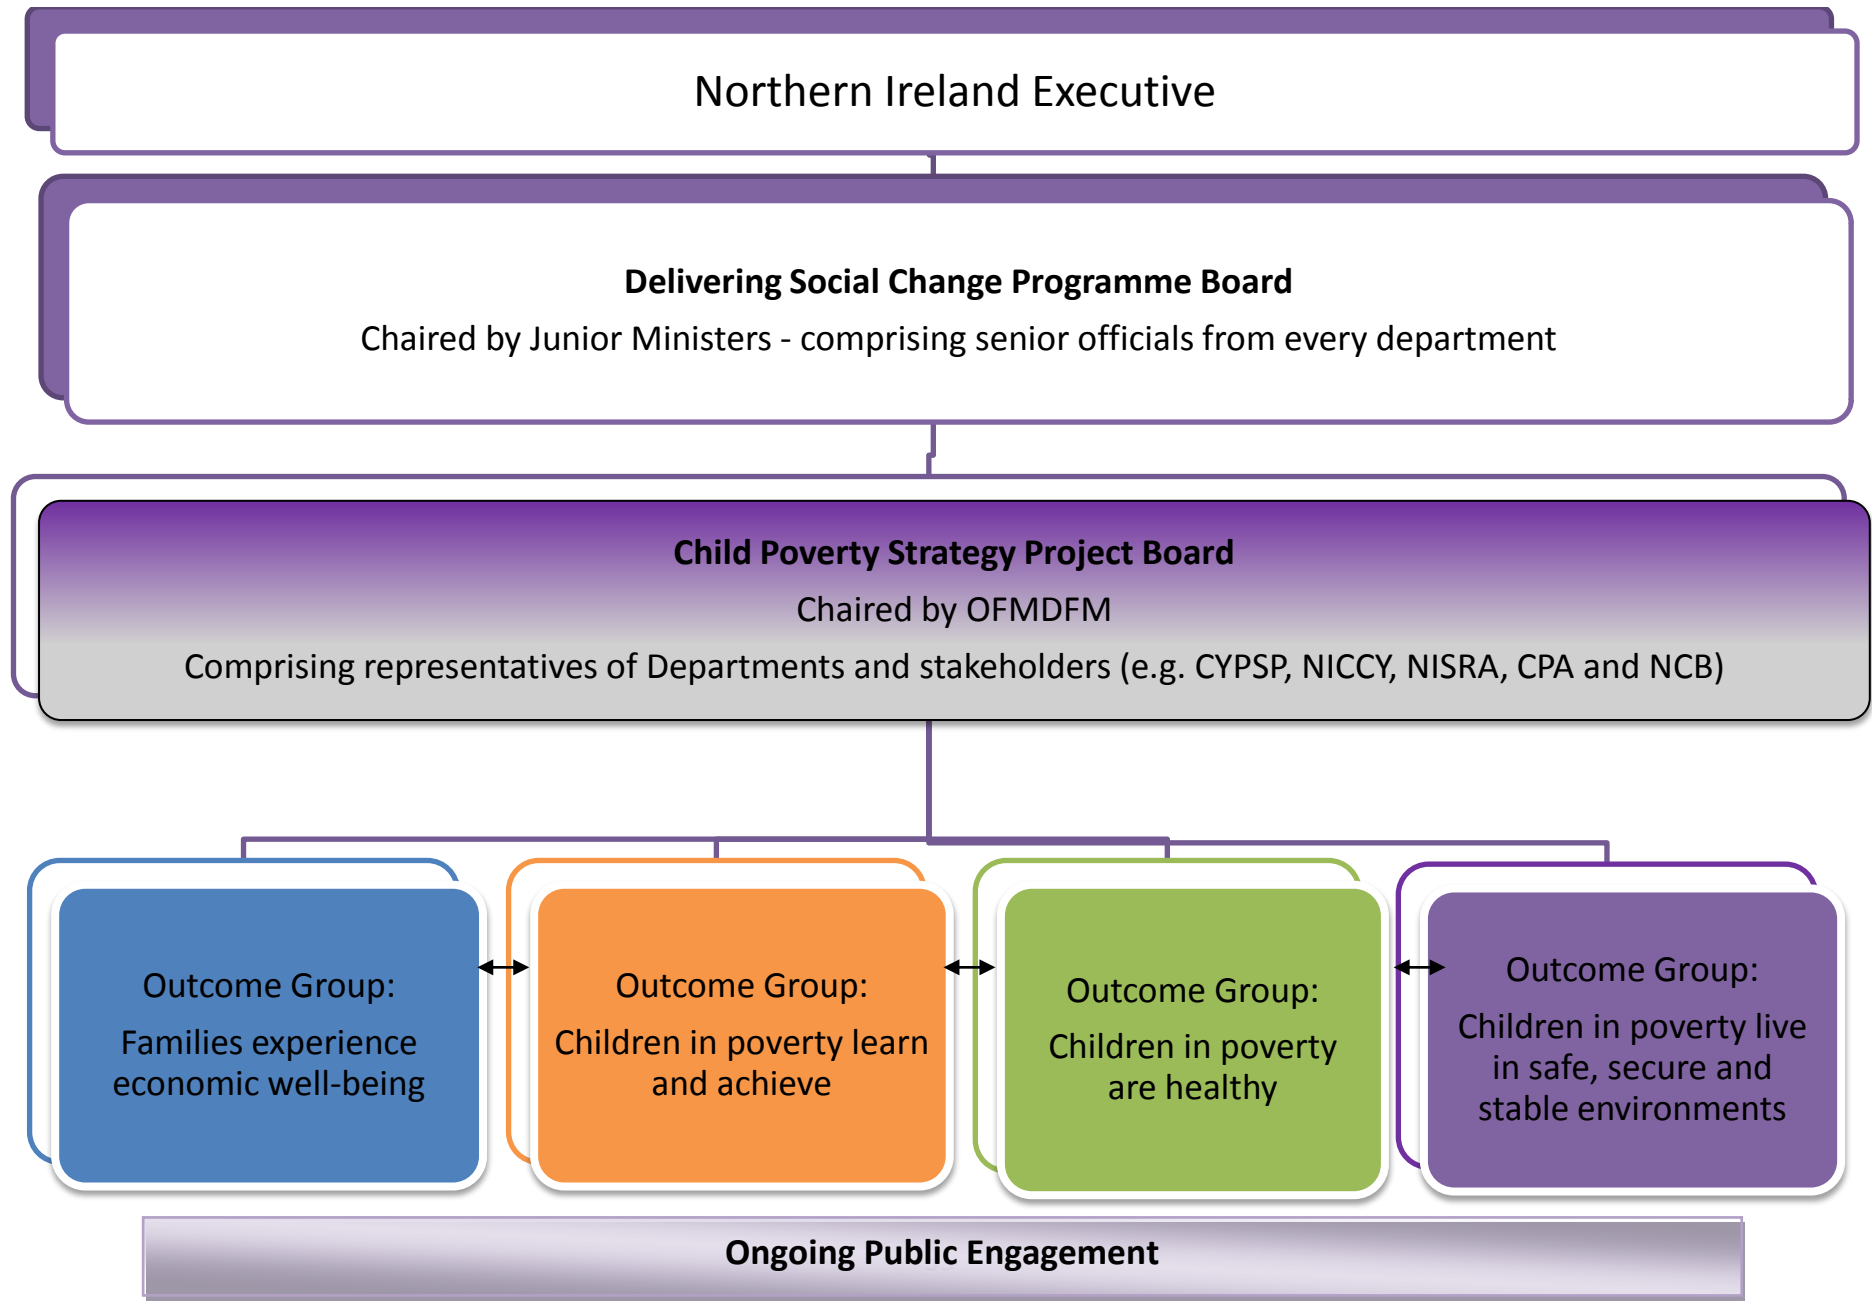 Northern Ireland Executive
Delivering Social Change Programme Board
Chaired by Junior Ministers - comprising senior officials from every department
Child Poverty Strategy Project Board
Chaired by OFMDFM
Comprising representatives of Departments and stakeholders (e.g. CYPSP, NICCY, NISRA, CPA and NCB)
Outcome Group:
Families experience
economic well-being
Outcome Group:
Children in poverty learn
and achieve
Outcome Group:
Children in poverty
are healthy
Outcome Group:
Children in poverty live
in safe, secure and
stable environments
Ongoing Public Engagement